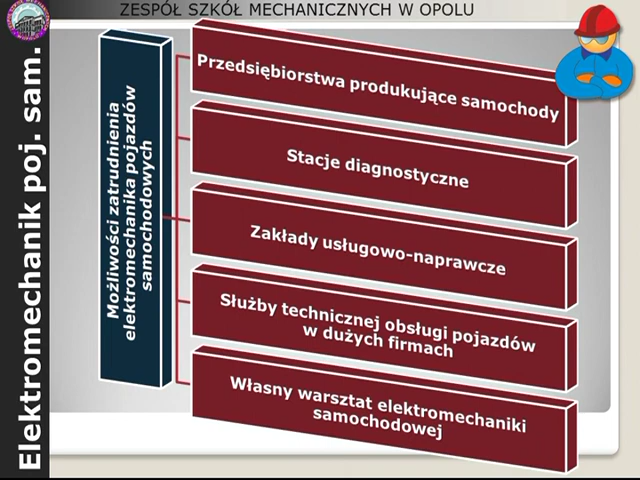 ZESPÓŁ SZKÓŁ MECHANICZNYCH W OPOLU
Elektromechanik poj. sam.
Możliwości zatrudnienia
elektromechanika pojazdów
samochodowych
Przedsiębiorstwa produkujące samochody
Stacje diagnostyczne
Zakłady usługowo-naprawcze
Służby technicznej obsługi pojazdów
w dużych firmach
Własny warsztat elektromechaniki
samochodowej